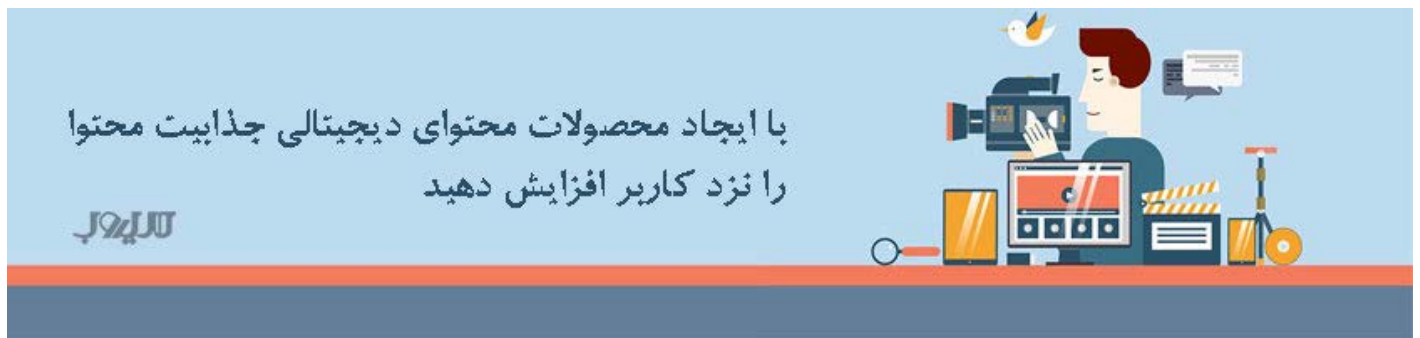 با ایجاد محصولات محتوای دیجیتالی جذابیت محتوا
را نزد کاربر افزایش دهید